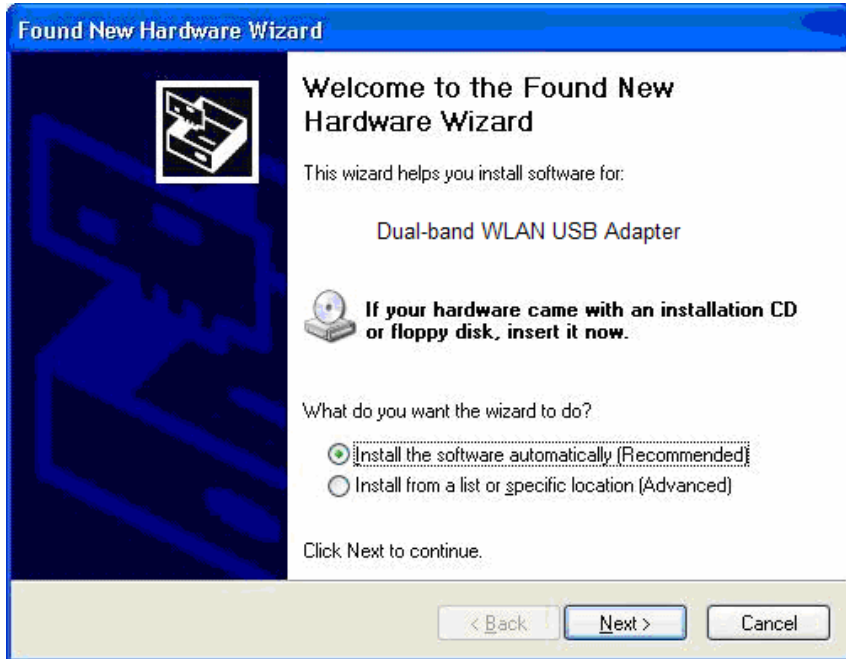 Found New Hardware Wizard
Welcome to the Found New
Hardware Wizard
This wizard helps you install software for:
Dual-band WLAN USB Adapter
If your hardware came with an installation CD
or floppy disk, insert it now.
What do you want the wizard to do?
Install the software automatically (Recommended)
Install from a list or specific location (Advanced)
Click Next to continue.
< Back
Next >
Cancel